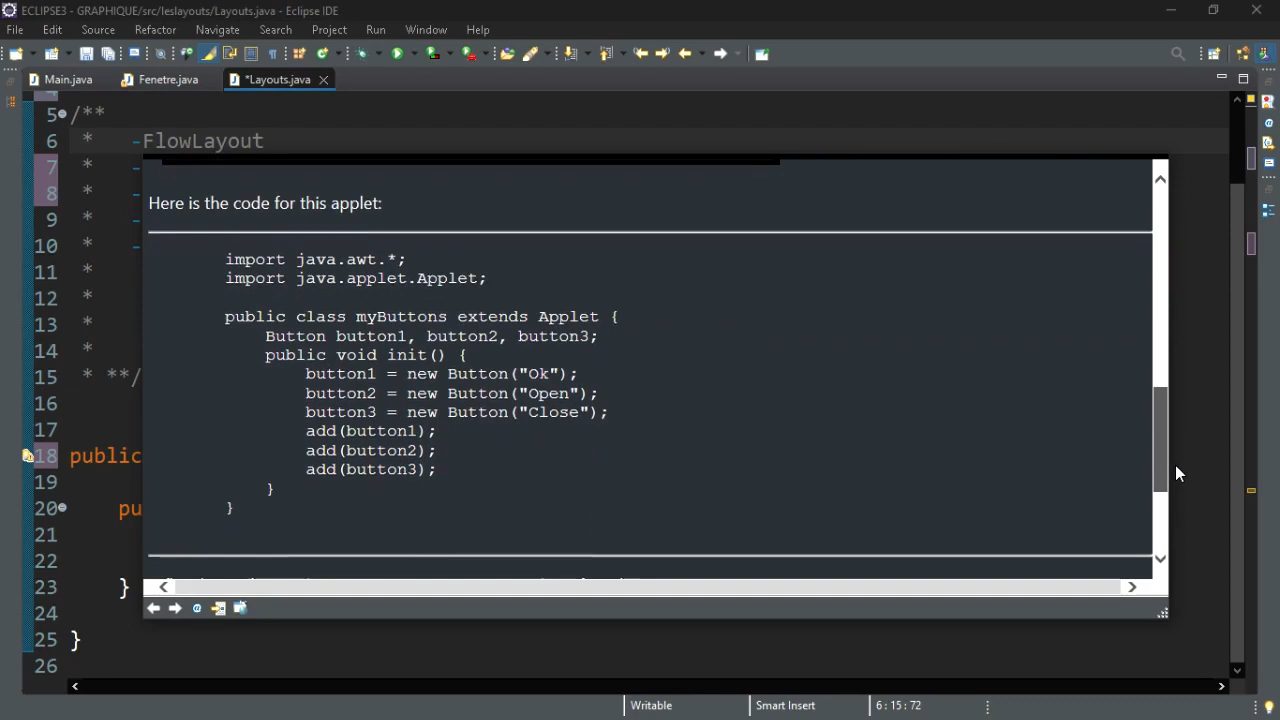 ECLIPSE3 - GRAPHIQUE/src/leslayouts/Layouts.java - Eclipse IDE
File Edit Source Refactor Navigate Search Project Run Window Help
Main.java Fenetre.java *Layouts.java
5 /**
6 * -FlowLayout
7 * -
8 * -
9 * -
10 * -
11 *
12 *
13 *
14 *
15 * **/
16
17
18 public
19
20 pu
21
22
23 }
24
25 }
26
Here is the code for this applet:
import java.awt.*;
import java.applet.Applet;
public class myButtons extends Applet {
Button button1, button2, button3;
public void init() {
button1 = new Button("Ok");
button2 = new Button("Open");
button3 = new Button("Close");
add(button1);
add(button2);
add(button3);
}
}
Writable Smart Insert 6 : 15 : 72